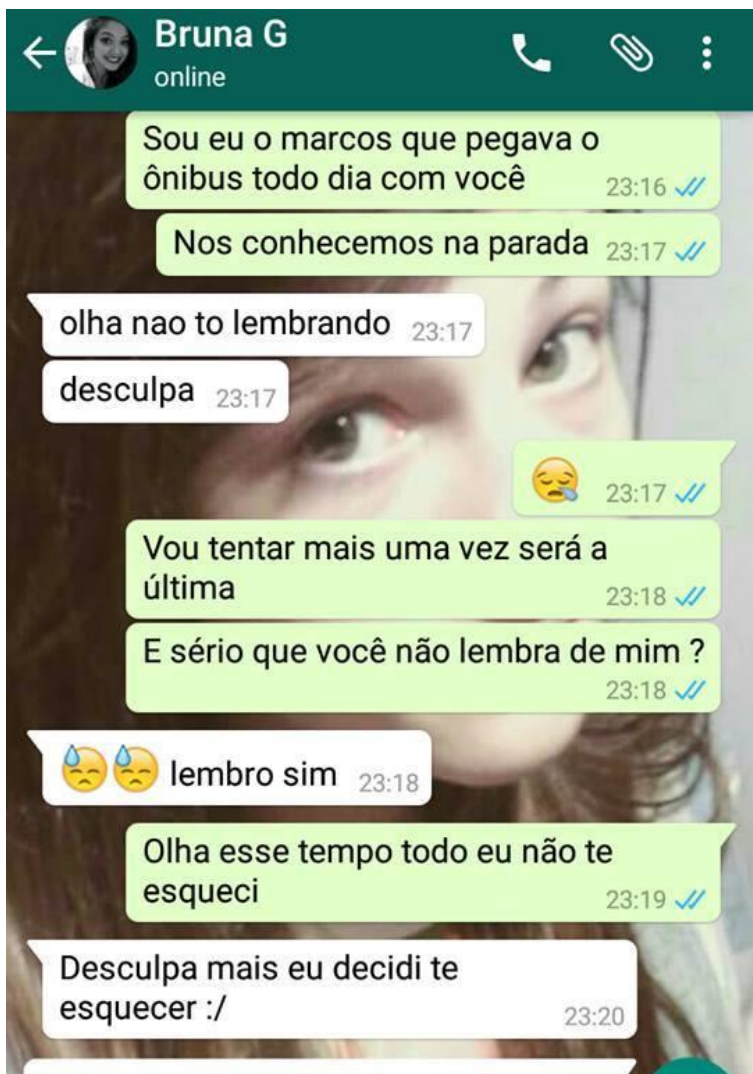 Bruna G
online
Sou eu o marcos que pegava o
ônibus todo dia com você 23:16
Nos conhecemos na parada 23:17
olha nao to lembrando 23:17
desculpa 23:17
😪 23:17
Vou tentar mais uma vez será a
última 23:18
E sério que você não lembra de mim ?
23:18
😓😓 lembro sim 23:18
Olha esse tempo todo eu não te
esqueci 23:19
Desculpa mais eu decidi te
esquecer :/ 23:20